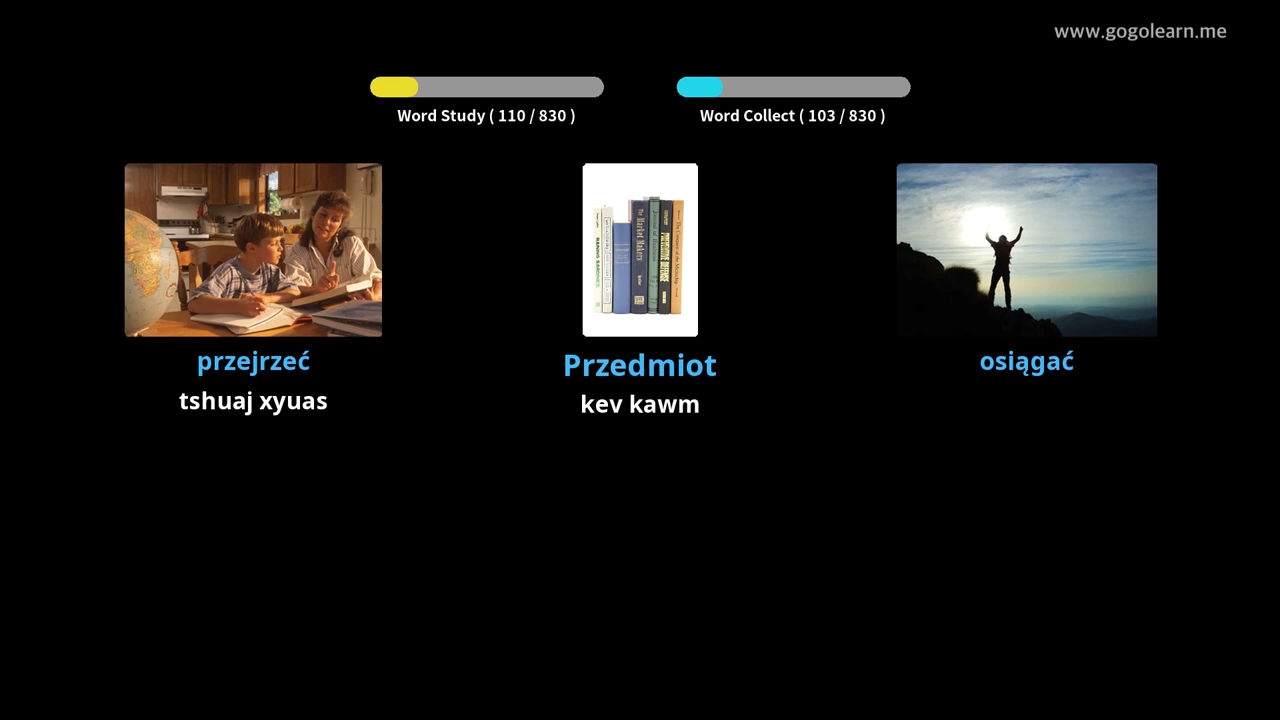 www.gogolearn.me
Word Study ( 110 / 830 )
Word Collect ( 103 / 830 )
przejrzeć
tshuaj xyuas
Przedmiot
kev kawm
osiągać